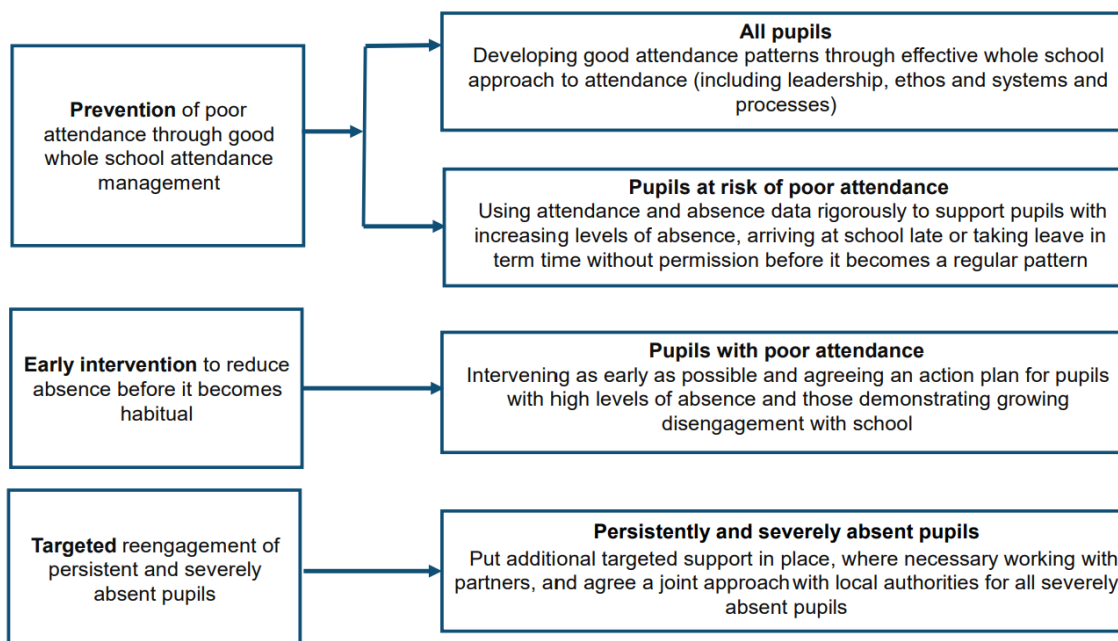 Prevention of poor
attendance through good
whole school attendance
management
All pupils
Developing good attendance patterns through effective whole school
approach to attendance (including leadership, ethos and systems and
processes)
Pupils at risk of poor attendance
Using attendance and absence data rigorously to support pupils with
increasing levels of absence, arriving at school late or taking leave in
term time without permission before it becomes a regular pattern
Early intervention to reduce
absence before it becomes
habitual
Pupils with poor attendance
Intervening as early as possible and agreeing an action plan for pupils
with high levels of absence and those demonstrating growing
disengagement with school
Targeted reengagement of
persistent and severely
absent pupils
Persistently and severely absent pupils
Put additional targeted support in place, where necessary working with
partners, and agree a joint approach with local authorities for all severely
absent pupils